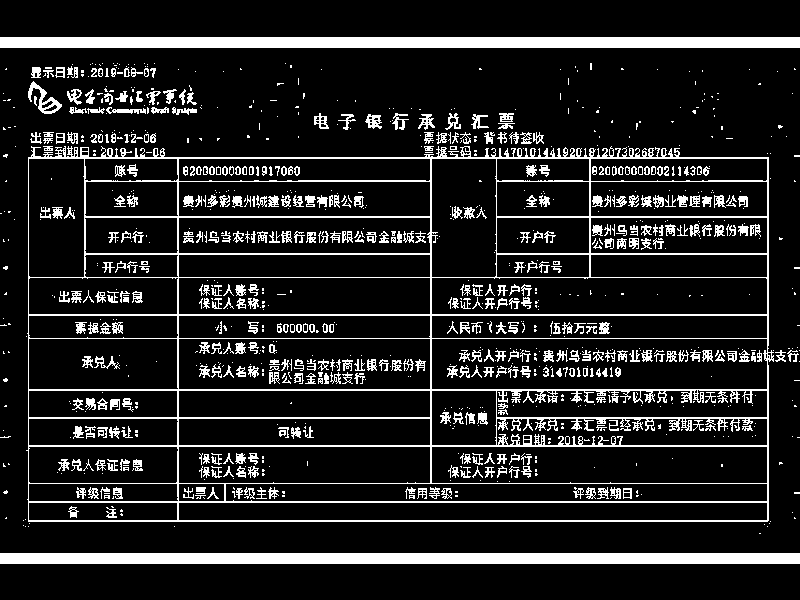 显示日期：2019-09-07
电子商业汇票系统
Electronic Commercial Draft System
电子银行承兑汇票
出票日期：2018-12-06
票据状态：背书待签收
汇票到期日：2019-12-06
票据号码：131470101441920181207302687045
出票人
账号
820000000001917060
全称
贵州多彩贵州城建设经营有限公司
开户行
贵州乌当农村商业银行股份有限公司金融城支行
开户行号
收款人
账号
820000000002114306
全称
贵州多彩城物业管理有限公司
开户行
贵州乌当农村商业银行股份有限
公司南明支行
开户行号
出票人保证信息
保证人账号：
保证人名称：
保证人开户行：
保证人开户行号：
票据金额
小 写： 500000.00
人民币（大写）： 伍拾万元整
承兑人
承兑人账号：0
承兑人名称：贵州乌当农村商业银行股份有
限公司金融城支行
承兑人开户行：贵州乌当农村商业银行股份有限公司金融城支行
承兑人开户行号：314701014419
交易合同号：
是否可转让：
可转让
承兑信息
出票人承诺：本汇票请予以承兑，到期无条件付
款
承兑人承兑：本汇票已经承兑，到期无条件付款
承兑日期：2018-12-07
承兑人保证信息
保证人账号：
保证人名称：
保证人开户行：
保证人开户行号：
评级信息
出票人
评级主体：
信用等级：
评级到期日：
备 注：